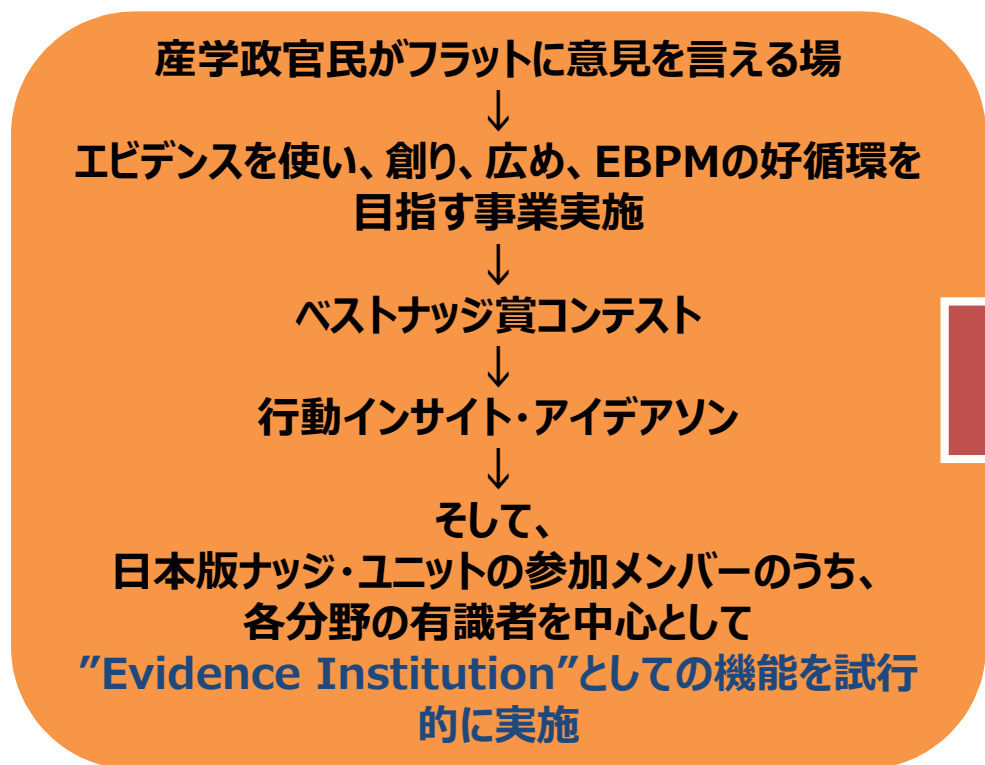 産学政官民がフラットに意見を言える場
↓
エビデンスを使い、創り、広め、EBPMの好循環を
目指す事業実施
↓
ベストナッジ賞コンテスト
↓
行動インサイト・アイデアソン
↓
そして、
日本版ナッジ・ユニットの参加メンバーのうち、
各分野の有識者を中心として
”Evidence Institution”としての機能を試行
的に実施